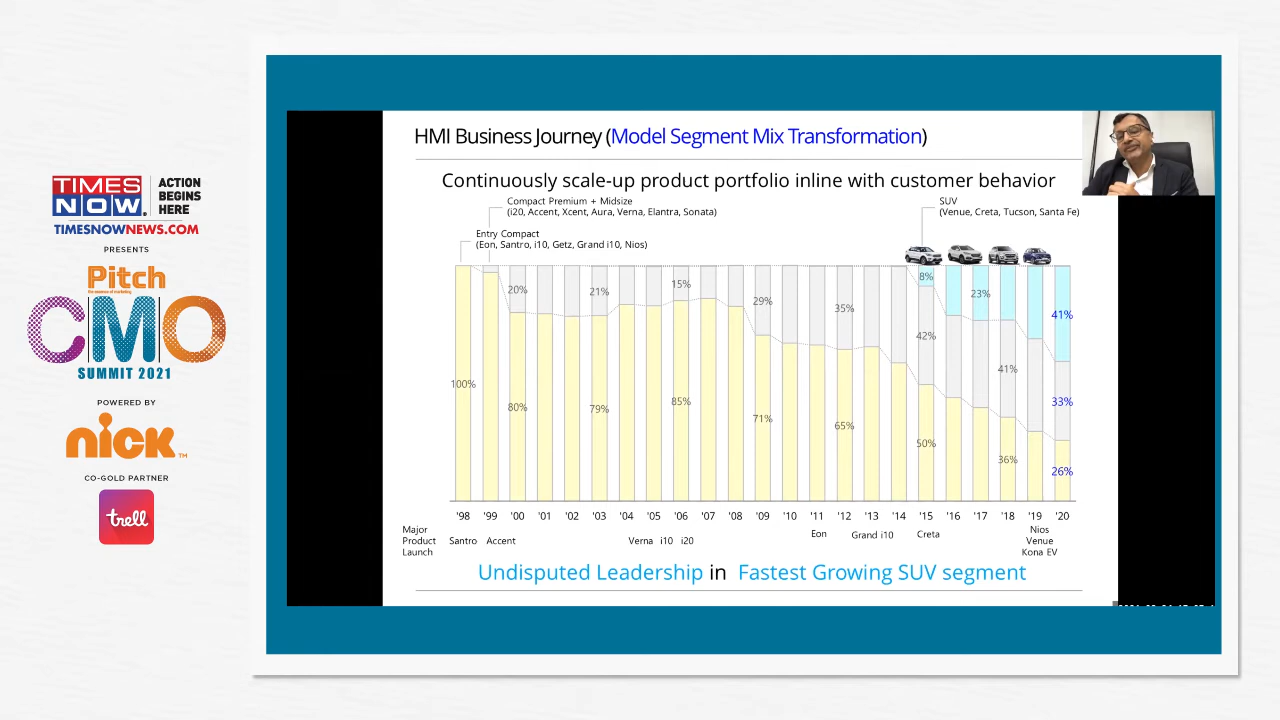 TIMES
NOW
ACTION
BEGINS
HERE
TIMESNOWNEWS.COM
PRESENTS
Pitch
CMO
SUMMIT 2021
POWERED BY
nick
TM
CO-GOLD PARTNER
trell
HMI Business Journey (Model Segment Mix Transformation)
Continuously scale-up product portfolio inline with customer behavior
Compact Premium + Midsize
(i20, Accent, Xcent, Aura, Verna, Elantra, Sonata)
SUV
(Venue, Creta, Tucson, Santa Fe)
Entry Compact
(Eon, Santro, i10, Getz, Grand i10, Nios)
20% 21% 15% 29% 35% 8% 23% 41%
42% 41% 33%
100% 80% 79% 85% 71% 65% 50% 36% 26%
'98 '99 '00 '01 '02 '03 '04 '05 '06 '07 '08 '09 '10 '11 '12 '13 '14 '15 '16 '17 '18 '19 '20
Major
Product
Launch
Santro Accent Verna i10 i20 Eon Grand i10 Creta
Nios
Venue
Kona EV
Undisputed Leadership in Fastest Growing SUV segment